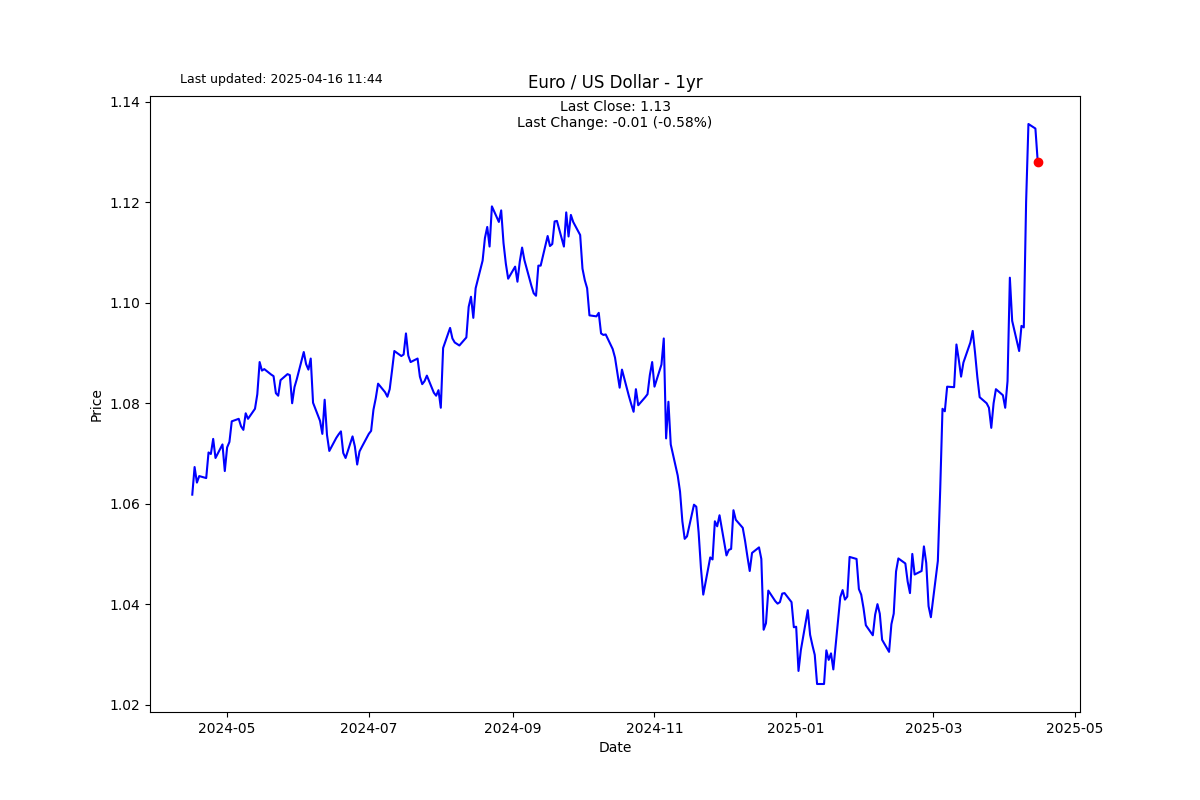 Last updated: 2025-04-16 11:44
Euro / US Dollar - 1yr
Last Close: 1.13
Last Change: -0.01 (-0.58%)
1.14
1.12
1.10
1.08
1.06
1.04
1.02
Price
2024-05
2024-07
2024-09
2024-11
2025-01
2025-03
2025-05
Date